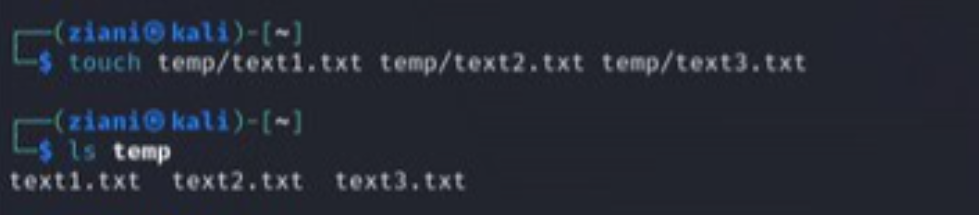 ┌──(ziani㉿kali)-[~]
└─$ touch temp/text1.txt temp/text2.txt temp/text3.txt
┌──(ziani㉿kali)-[~]
└─$ ls temp
text1.txt  text2.txt  text3.txt